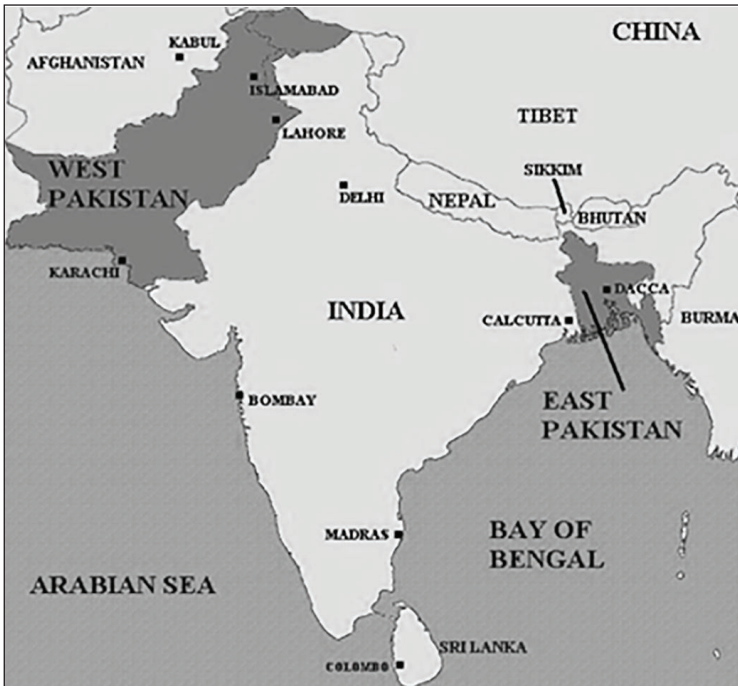 CHINA
KABUL
AFGHANISTAN
ISLAMABAD
LAHORE
TIBET
WEST
PAKISTAN
SIKKIM
DELHI
NEPAL
BHUTAN
KARACHI
DACCA
INDIA
CALCUTTA
BURMA
BOMBAY
EAST
PAKISTAN
MADRAS
BAY OF
BENGAL
ARABIAN SEA
SRI LANKA
COLOMBO